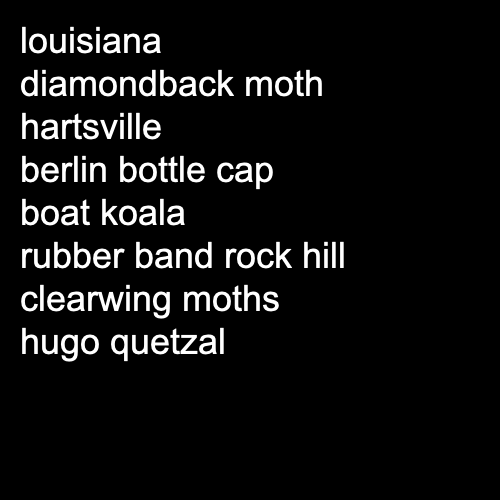 louisiana
diamondback moth
hartsville
berlin bottle cap
boat koala
rubber band rock hill
clearwing moths
hugo quetzal